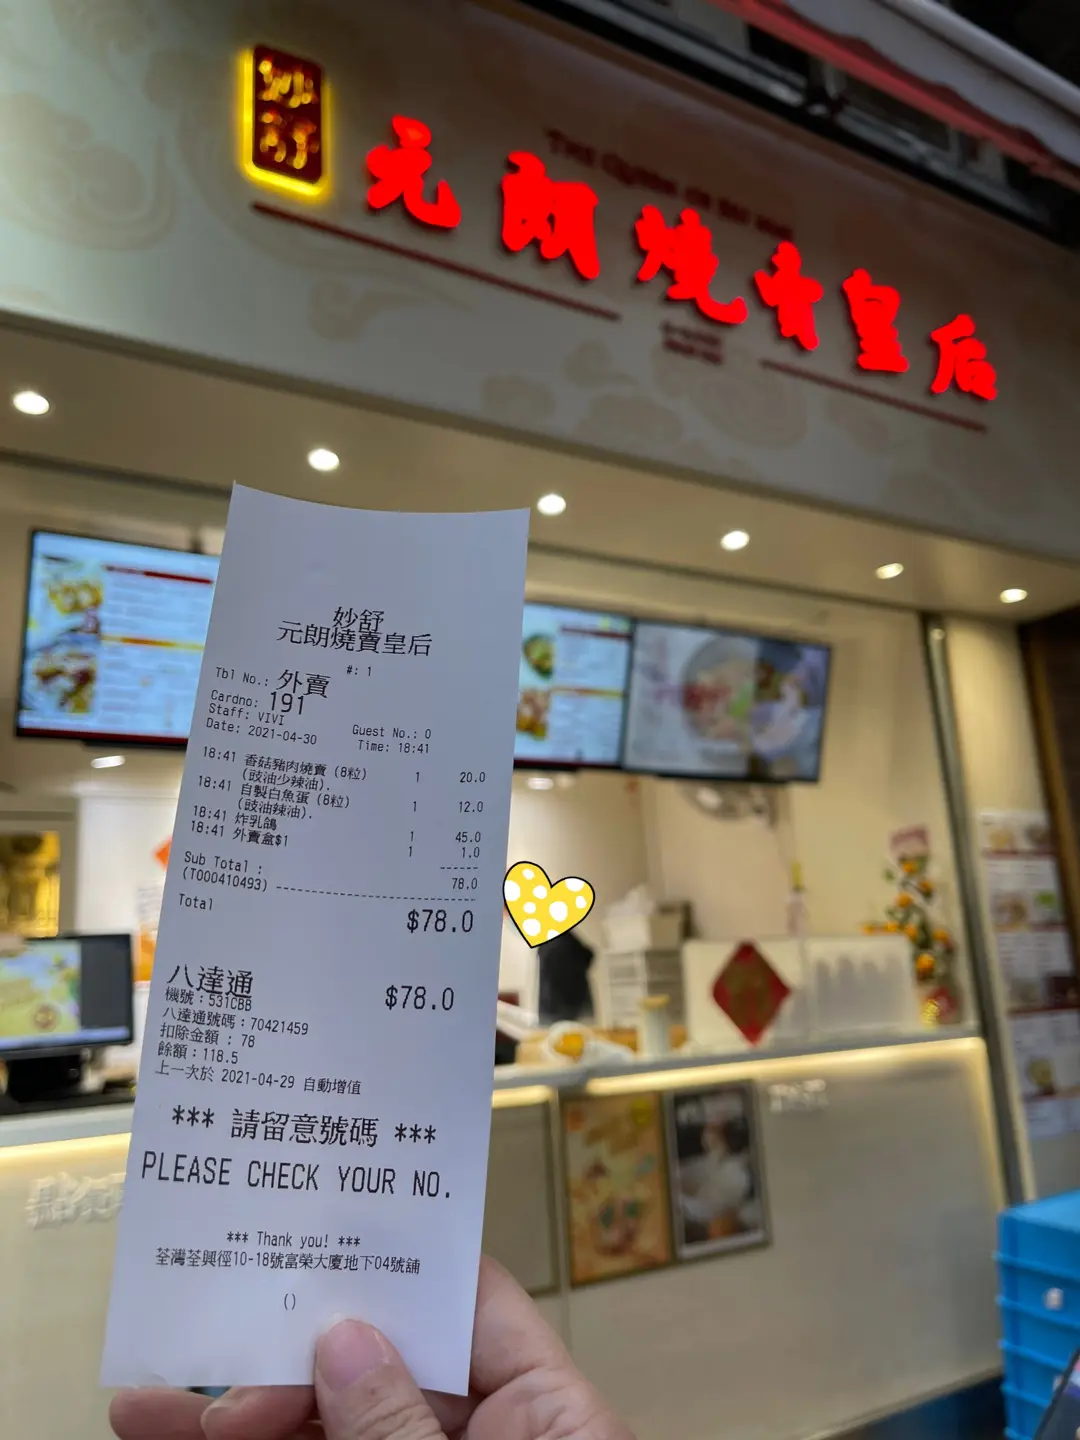 妙舒
元朗燒賣皇后
THE QUEEN OF SIU MAI
妙舒
元朗燒賣皇后
#: 1
Tbl No.: 外賣
Cardno: 191
Staff: VIVI Guest No.: 0
Date: 2021-04-30 Time: 18:41
18:41 香菇豬肉燒賣 (8粒) 1 20.0
(豉油少辣油).
18:41 自製白魚蛋 (8粒) 1 12.0
(豉油辣油).
18:41 炸乳鴿 1 45.0
18:41 外賣盒$1 1 1.0
------
Sub Total : 78.0
(T000410493) ------------------------
Total $78.0
八達通 $78.0
機號：531CBB
八達通號碼：70421459
扣除金額 : 78
餘額：118.5
上一次於 2021-04-29 自動增值
*** 請留意號碼 ***
PLEASE CHECK YOUR NO.
*** Thank you! ***
荃灣荃興徑10-18號富榮大廈地下04號舖
()